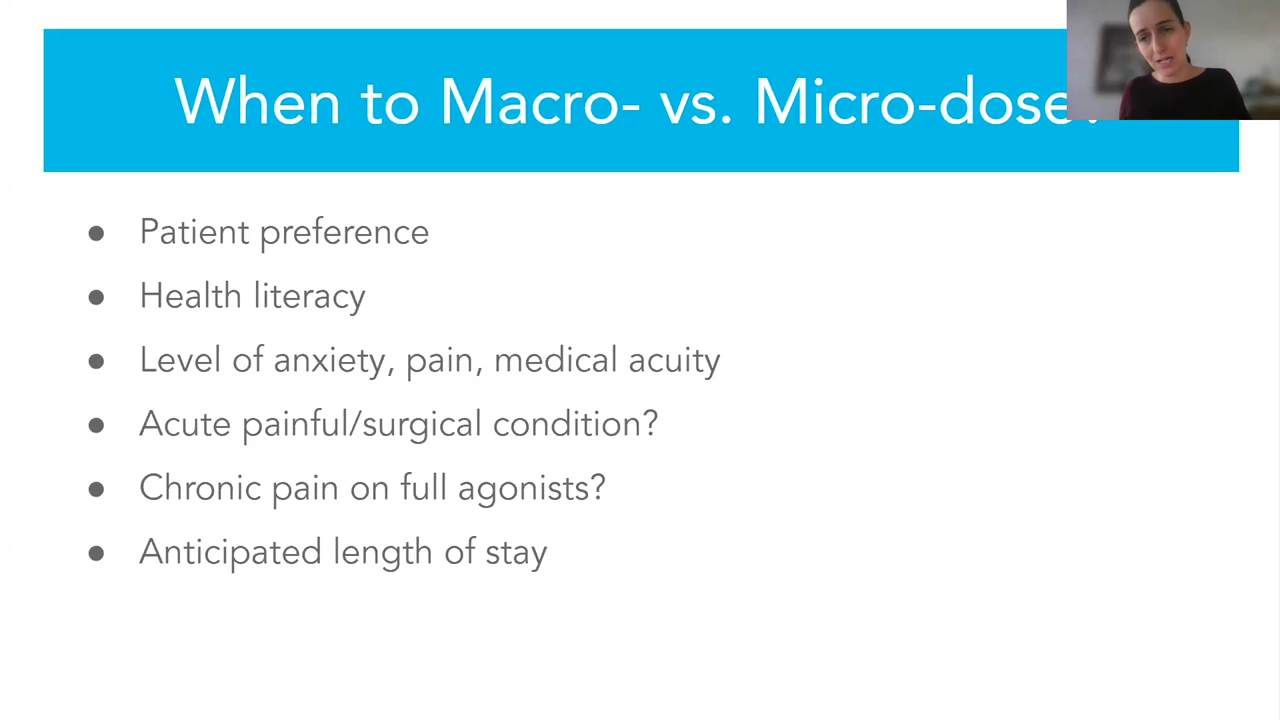 When to Macro- vs. Micro-dose?
● Patient preference
● Health literacy
● Level of anxiety, pain, medical acuity
● Acute painful/surgical condition?
● Chronic pain on full agonists?
● Anticipated length of stay